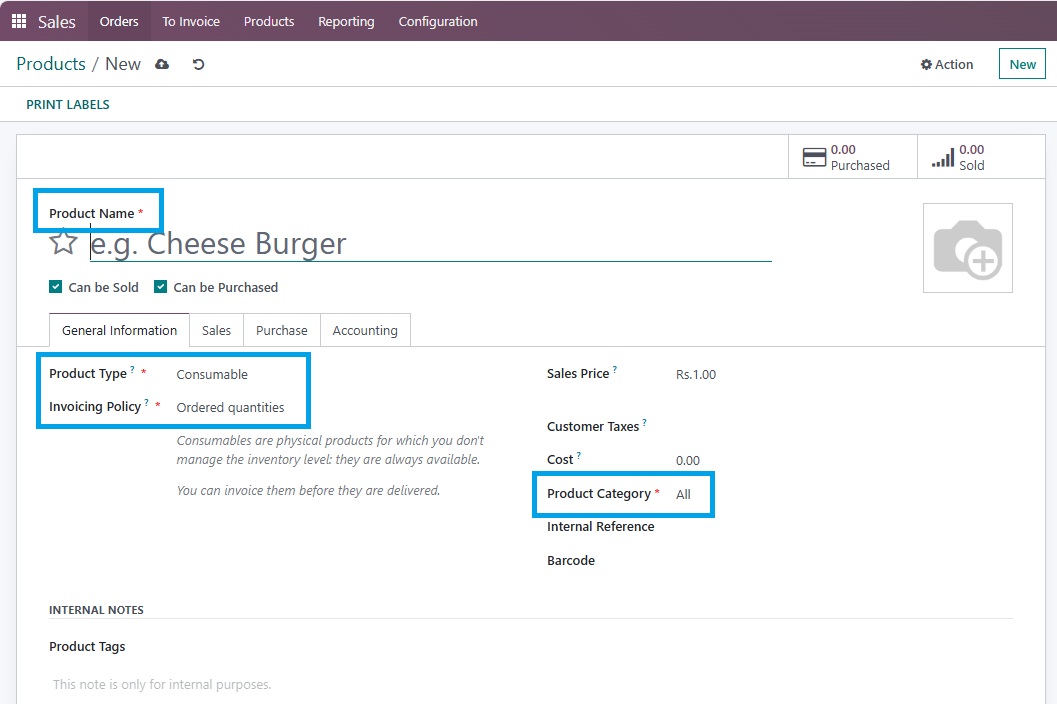 Sales Orders To Invoice Products Reporting Configuration
Products / New Action New
PRINT LABELS
0.00 Purchased
0.00 Sold
Product Name *
e.g. Cheese Burger
Can be Sold Can be Purchased
General Information Sales Purchase Accounting
Product Type ? * Consumable
Invoicing Policy ? * Ordered quantities
Consumables are physical products for which you don't
manage the inventory level: they are always available.
You can invoice them before they are delivered.
Sales Price ? Rs.1.00
Customer Taxes ?
Cost ? 0.00
Product Category * All
Internal Reference
Barcode
INTERNAL NOTES
Product Tags
This note is only for internal purposes.